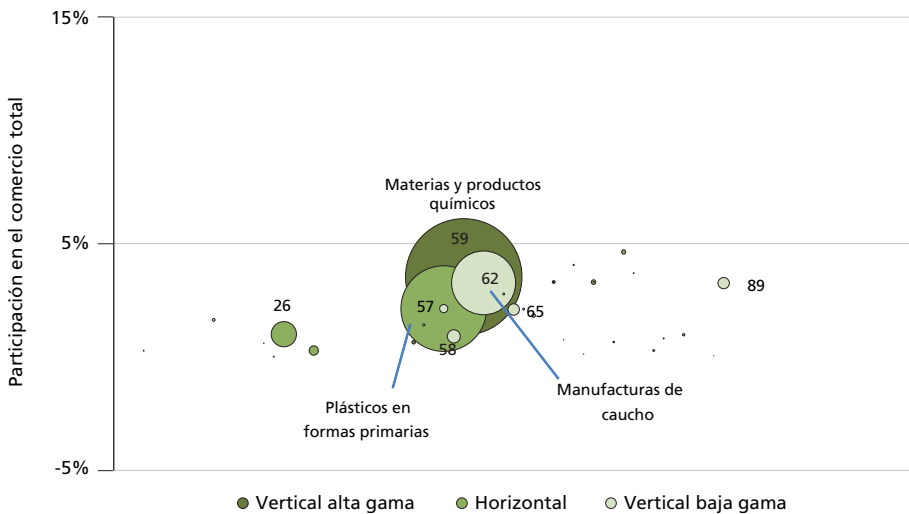 15%
Participación en el comercio total
Materias y productos
químicos
5%
59
62
89
26
57
65
58
Manufacturas de
caucho
Plásticos en
formas primarias
-5%
Vertical alta gama
Horizontal
Vertical baja gama